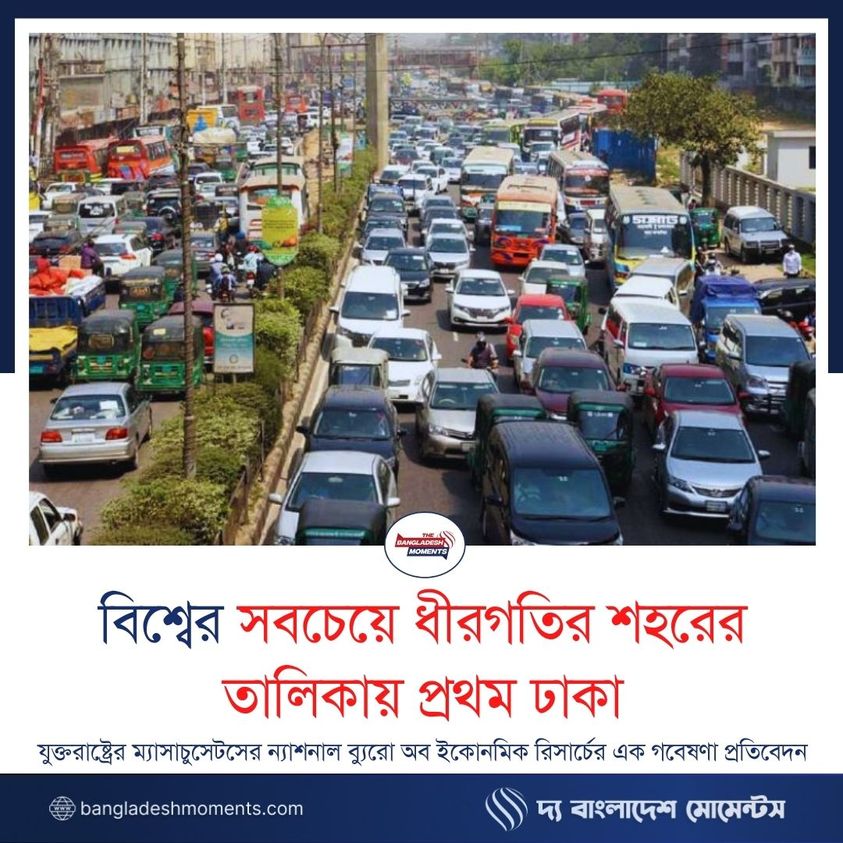 সম্রাট
THE
BANGLADESH
MOMENTS
বিশ্বের সবচেয়ে ধীরগতির শহরের
তালিকায় প্রথম ঢাকা
যুক্তরাষ্ট্রের ম্যাসাচুসেটসের ন্যাশনাল ব্যুরো অব ইকোনমিক রিসার্চের এক গবেষণা প্রতিবেদন
bangladeshmoments.com
দ্য বাংলাদেশ মোমেন্টস